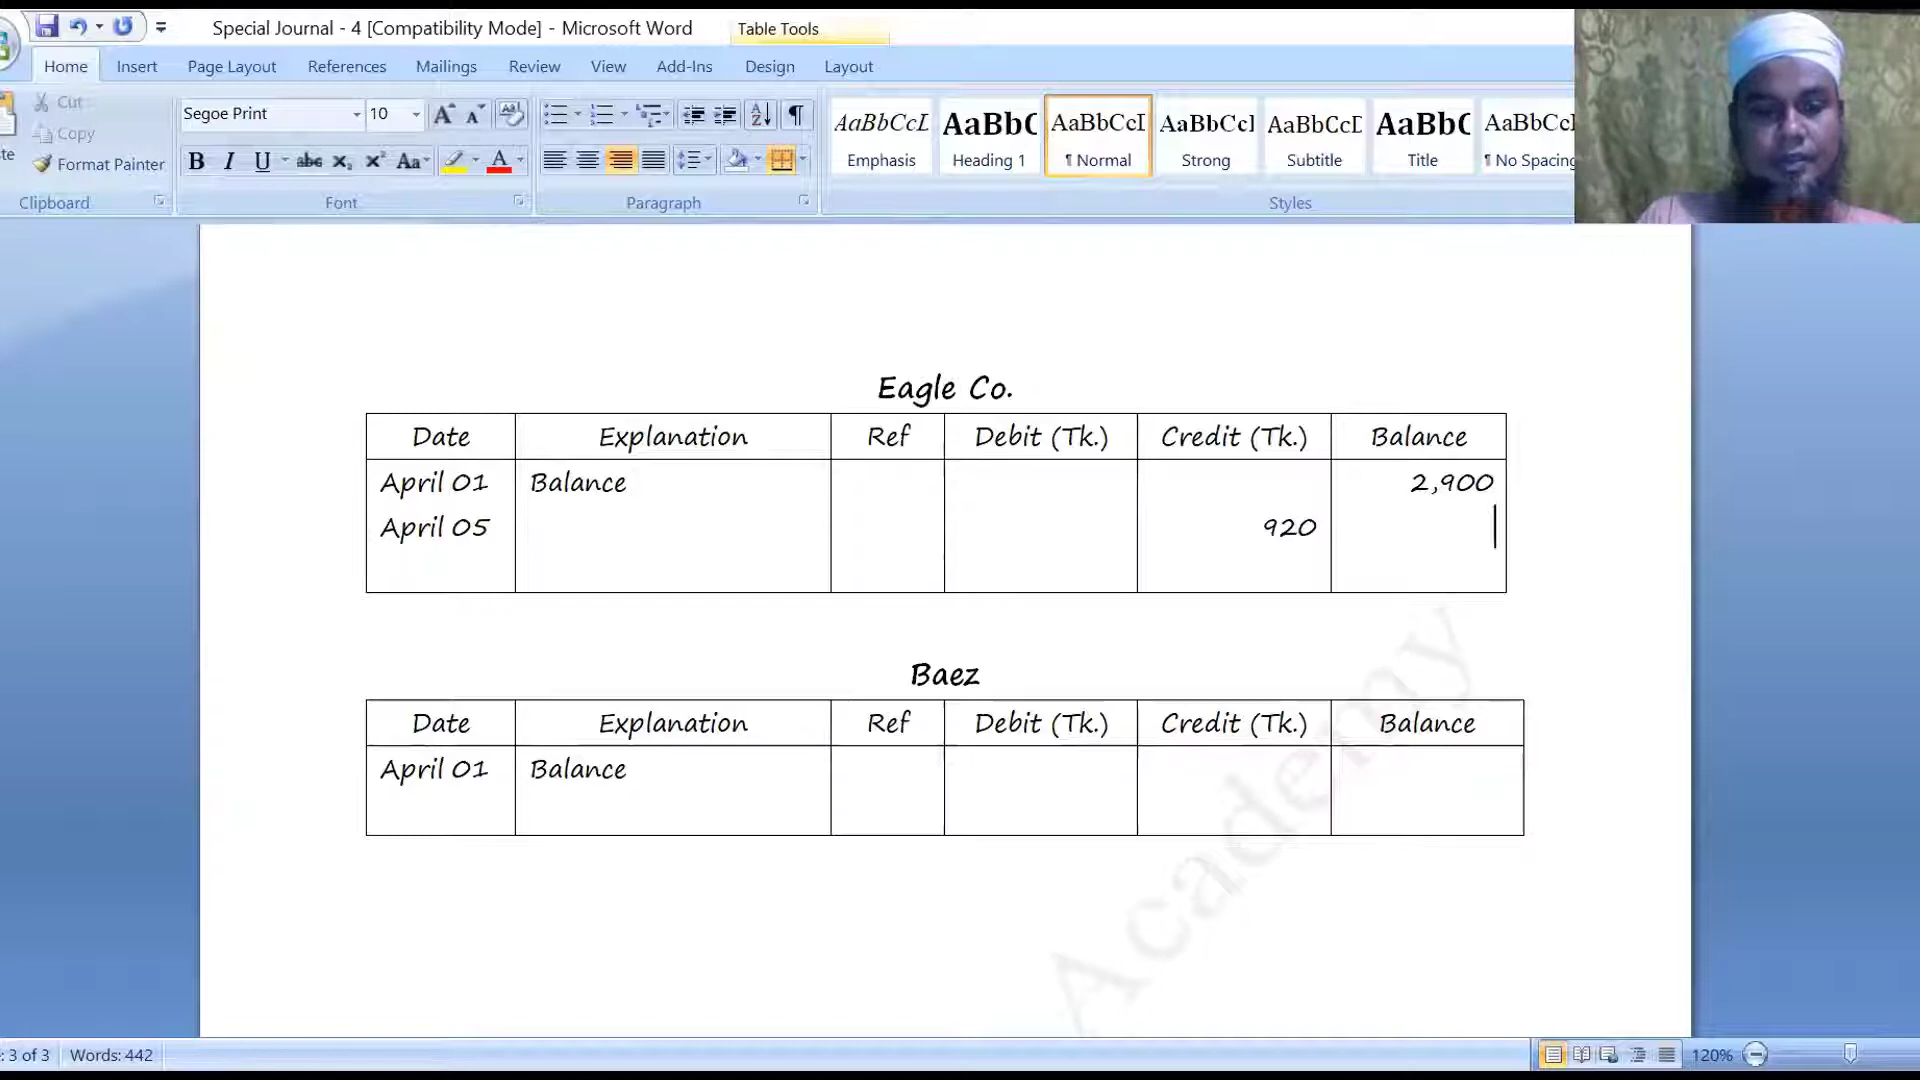 Special Journal - 4 [Compatibility Mode] - Microsoft Word
Table Tools
Home Insert Page Layout References Mailings Review View Add-Ins Design Layout
Cut
Copy
Format Painter
Clipboard
Segoe Print 10
Font
Paragraph
AaBbCcI AaBbC AaBbCcI AaBbCcI AaBbCcD AaBbC AaBbCcI
Emphasis Heading 1 ¶ Normal Strong Subtitle Title ¶ No Spacing
Styles
Eagle Co.
Date Explanation Ref Debit (Tk.) Credit (Tk.) Balance
April 01 Balance 2,900
April 05 920
Baez
Date Explanation Ref Debit (Tk.) Credit (Tk.) Balance
April 01 Balance
Academy
: 3 of 3 Words: 442 120%